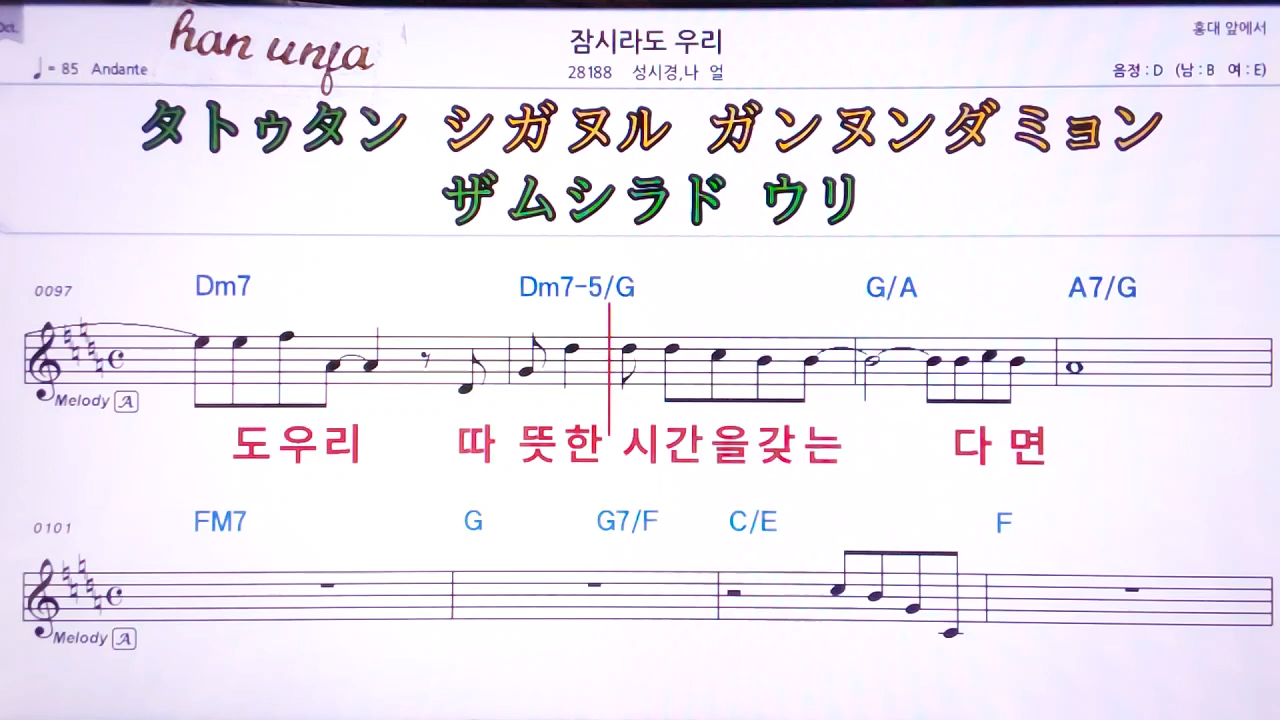 Oct.
han unfa
잠시라도 우리
홍대 앞에서
♩= 85 Andante
28188 성시경,나 얼
음정 : D (남 : B 여 : E)
タトゥタン シガヌル ガンヌンダミョン
ザムシラド ウリ
0097
Dm7 Dm7-5/G G/A A7/G
Melody A
도우리 따 뜻한 시간을갖는 다 면
0101
FM7 G G7/F C/E F
Melody A